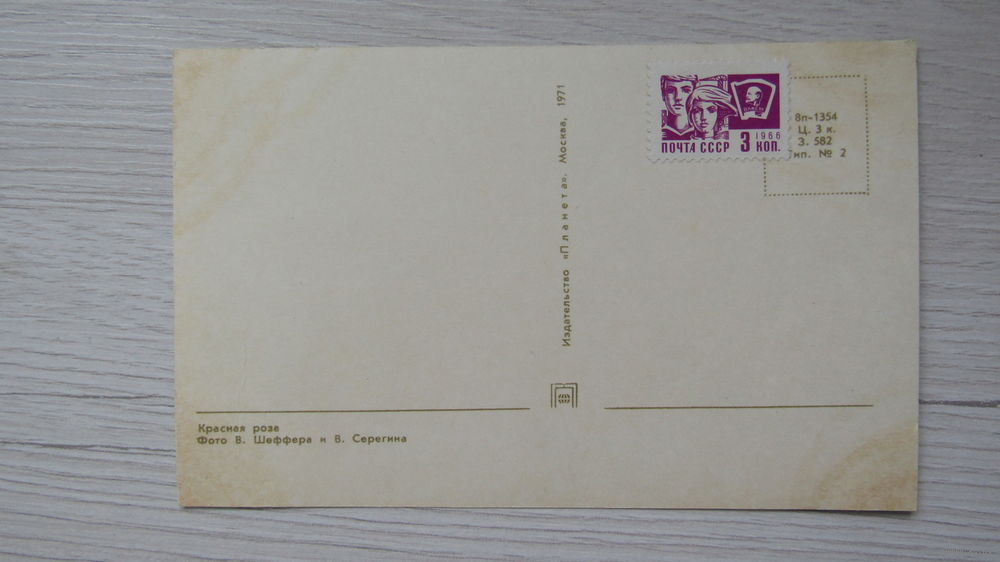 ВЛКСМ
1966
ПОЧТА СССР 3 КОП.
8п-1354
Ц. 3 к.
З. 582
№ 2
Издательство «Планета». Москва, 1971
Красная роза
Фото В. Шеффера и В. Серегина